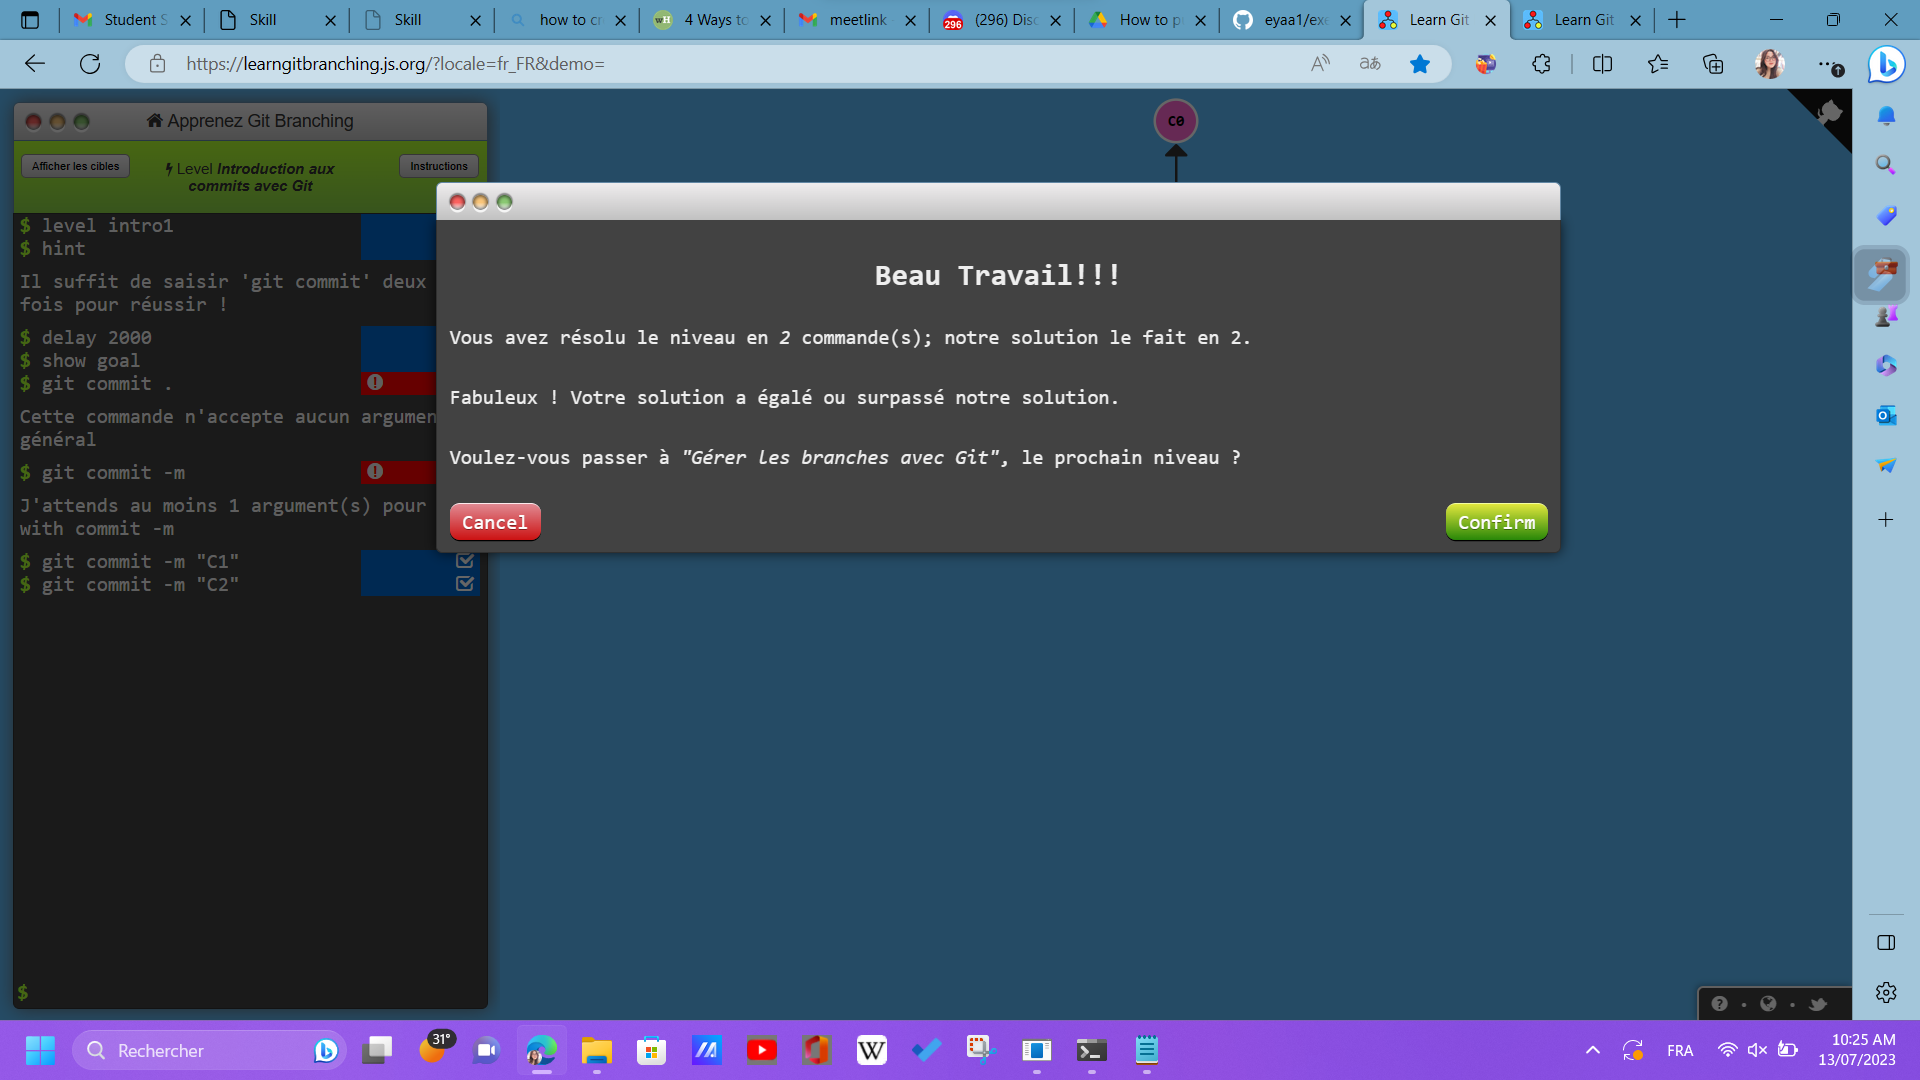 Student S
Skill
Skill
how to cr
4 Ways to
meetlink
(296) Disc
How to p
eyaa1/exe
Learn Git
Learn Git
https://learngitbranching.js.org/?locale=fr_FR&demo=
Apprenez Git Branching
Afficher les cibles
Level Introduction aux
commits avec Git
Instructions
$ level intro1
$ hint
Il suffit de saisir 'git commit' deux
fois pour réussir !
$ delay 2000
$ show goal
$ git commit .
Cette commande n'accepte aucun argumen
général
$ git commit -m
J'attends au moins 1 argument(s) pour
with commit -m
$ git commit -m "C1"
$ git commit -m "C2"
$
C0
Beau Travail!!!
Vous avez résolu le niveau en 2 commande(s); notre solution le fait en 2.
Fabuleux ! Votre solution a égalé ou surpassé notre solution.
Voulez-vous passer à "Gérer les branches avec Git", le prochain niveau ?
Cancel
Confirm
Rechercher
31°
FRA
10:25 AM
13/07/2023